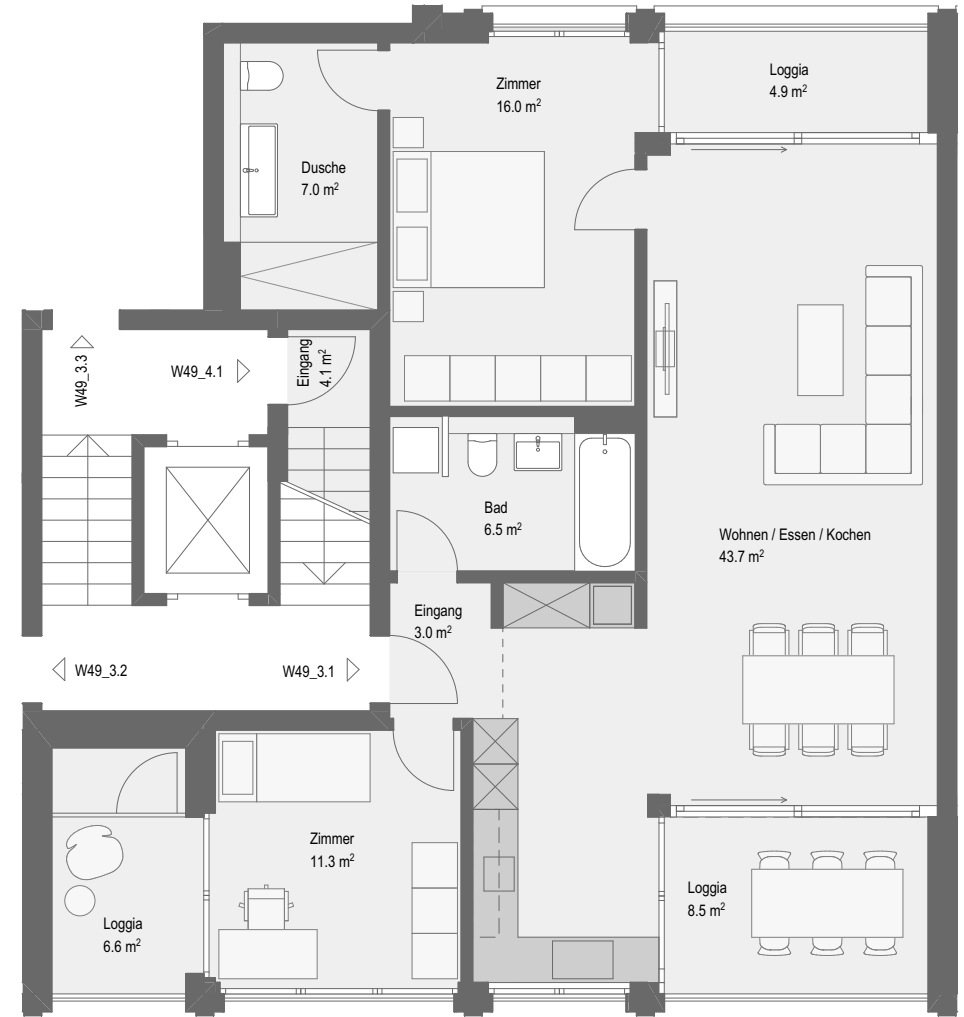 Zimmer
16.0 m²
Loggia
4.9 m²
Dusche
7.0 m²
W49_3.3
W49_4.1
Eingang
4.1 m²
Bad
6.5 m²
Wohnen / Essen / Kochen
43.7 m²
Eingang
3.0 m²
W49_3.2
W49_3.1
Zimmer
11.3 m²
Loggia
8.5 m²
Loggia
6.6 m²